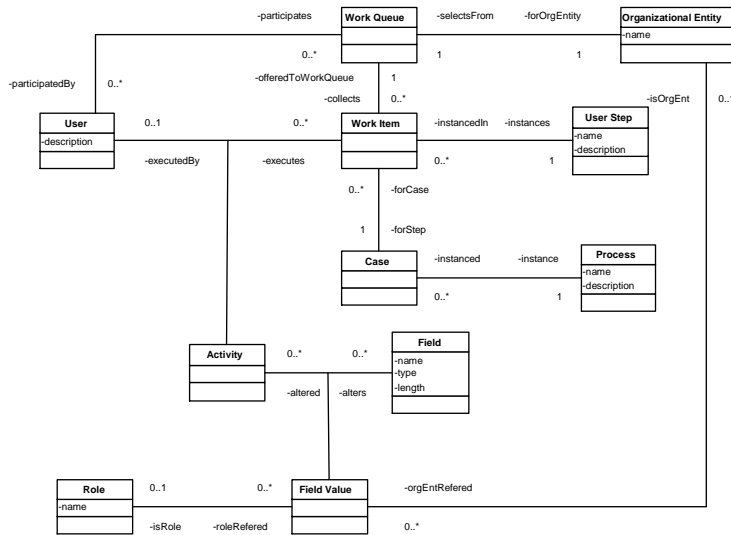 -participates
Work Queue
-selectsFrom
-forOrgEntity
Organizational Entity
-name
0..*
1
1
-offeredToWorkQueue
1
-participatedBy
0..*
-collects
0..*
-isOrgEnt
User
-description
0..1
0..*
Work Item
-instancedIn
-instances
User Step
-name
-description
-executedBy
-executes
0..*
1
0..*
-forCase
1
-forStep
Case
-instanced
-instance
Process
-name
-description
0..*
1
Activity
0..*
0..*
Field
-name
-type
-length
-altered
-alters
Role
-name
0..1
0..*
Field Value
-orgEntRefered
-isRole
-roleRefered
0..*